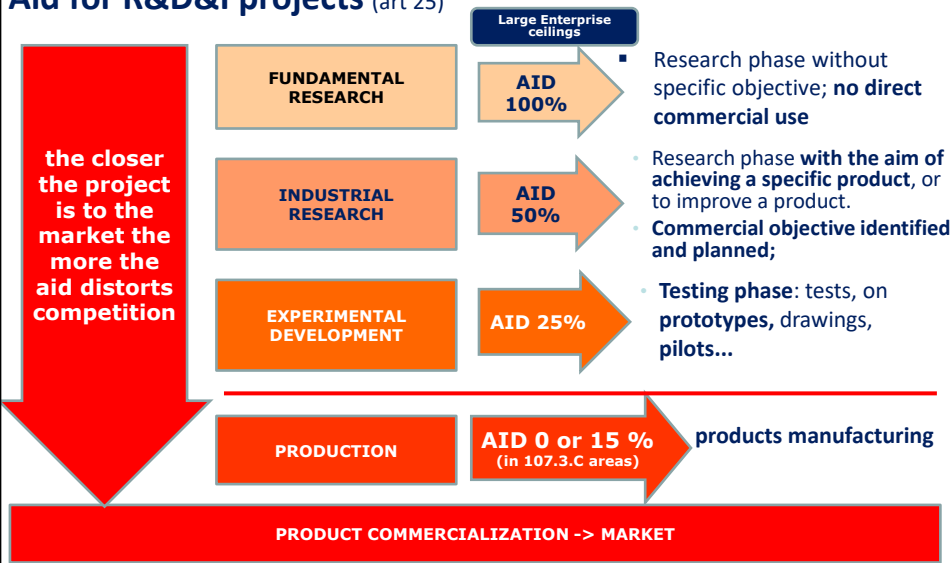 Aid for R&D&I projects (art 25)
Large Enterprise
ceilings
the closer
the project
is to the
market the
more the
aid distorts
competition
FUNDAMENTAL
RESEARCH
AID
100%
▪ Research phase without
specific objective; no direct
commercial use
INDUSTRIAL
RESEARCH
AID
50%
• Research phase with the aim of
achieving a specific product, or
to improve a product.
• Commercial objective identified
and planned;
EXPERIMENTAL
DEVELOPMENT
AID 25%
• Testing phase: tests, on
prototypes, drawings,
pilots...
PRODUCTION
AID 0 or 15 %
(in 107.3.C areas)
products manufacturing
PRODUCT COMMERCIALIZATION -> MARKET